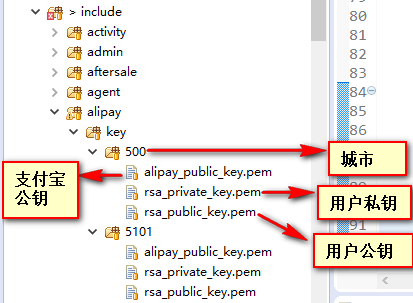 > include
79
activity
80
admin
81
aftersale
82
agent
83
alipay
84
key
85
500
86
城市
支付宝
公钥
alipay_public_key.pem
rsa_private_key.pem
用户私钥
rsa_public_key.pem
91
用户公钥
5101
alipay_public_key.pem
rsa_private_key.pem
rsa_public_key.pem